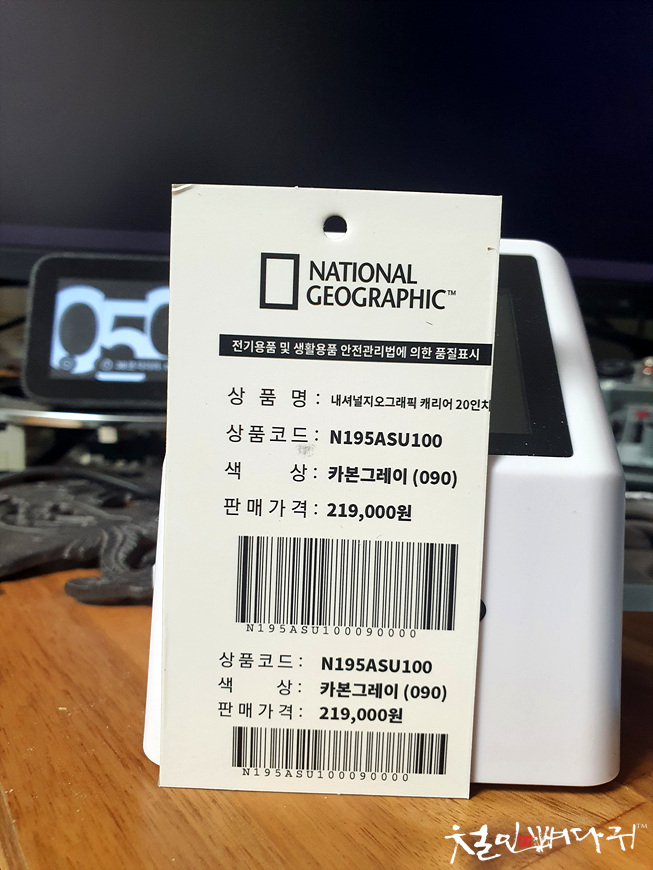 NATIONAL
GEOGRAPHIC™
전기용품 및 생활용품 안전관리법에 의한 품질표시
상 품 명 : 내셔널지오그래픽 캐리어 20인치
상품코드 : N195ASU100
색 상 : 카본그레이 (090)
판매가격 : 219,000원
N195ASU100090000
상품코드 : N195ASU100
색 상 : 카본그레이 (090)
판매가격 : 219,000원
N195ASU100090000